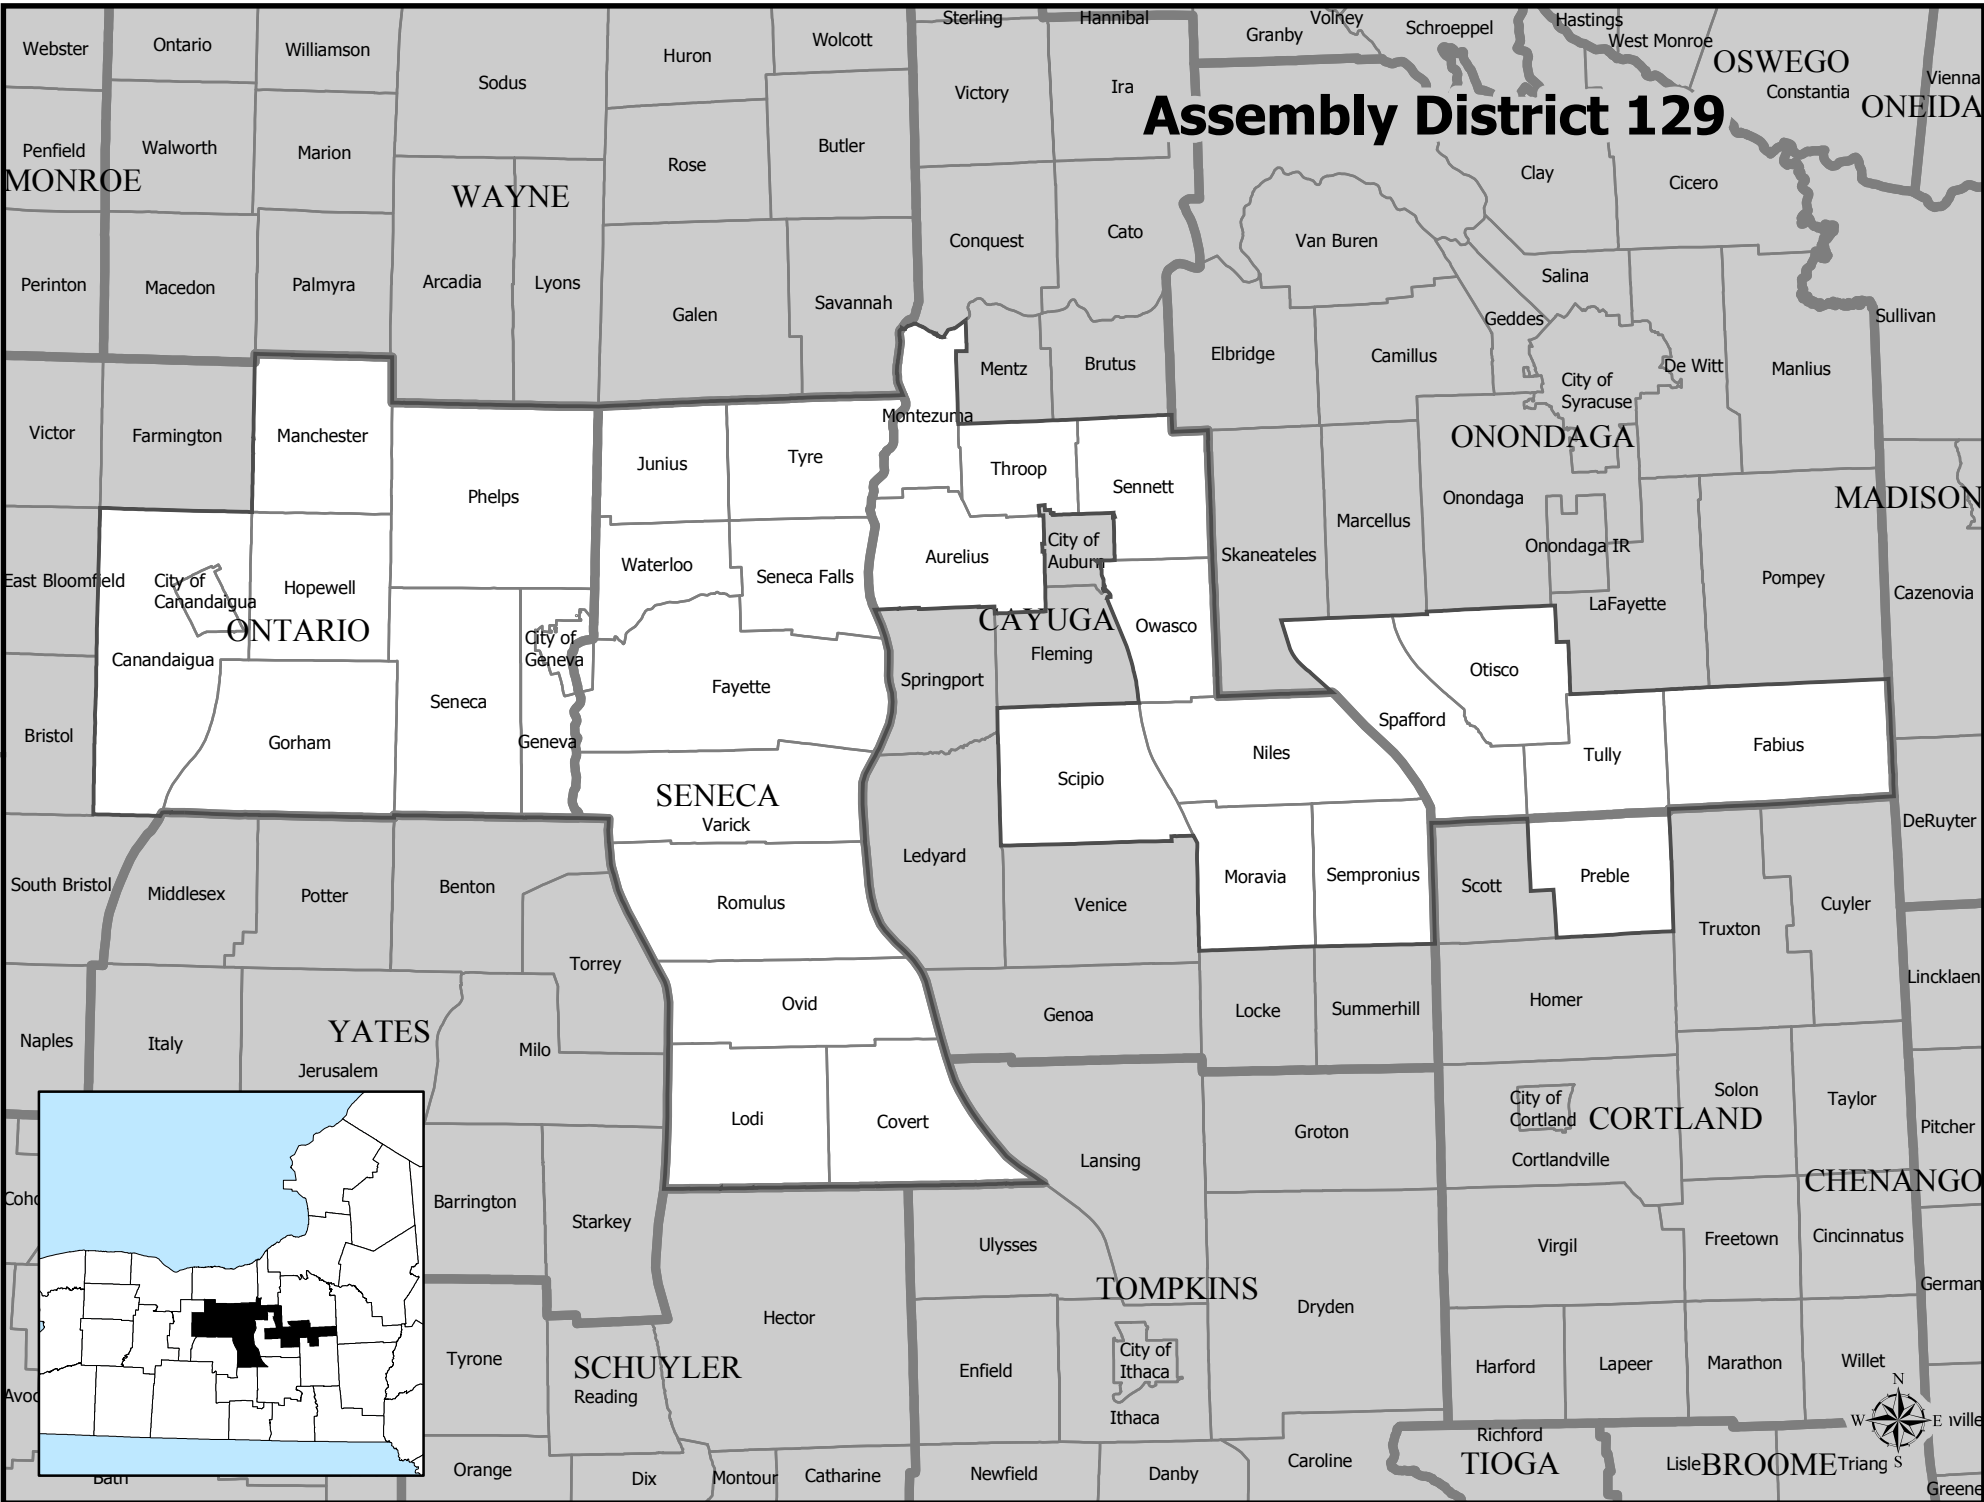 Assembly District 129
Webster
Ontario
Williamson
Sodus
Huron
Wolcott
Sterling
Hannibal
Granby
Volney
Schroeppel
Hastings
West Monroe
OSWEGO
Constantia
Vienna
ONEIDA
Penfield
MONROE
Walworth
Marion
WAYNE
Rose
Butler
Victory
Ira
Clay
Cicero
Perinton
Macedon
Palmyra
Arcadia
Lyons
Galen
Savannah
Conquest
Cato
Van Buren
Salina
Geddes
Sullivan
Victor
Farmington
Manchester
Phelps
Junius
Tyre
Montezuma
Mentz
Brutus
Elbridge
Camillus
City of
Syracuse
De Witt
Manlius
ONONDAGA
Throop
Sennett
Onondaga
MADISON
Marcellus
Skaneateles
Onondaga IR
LaFayette
Pompey
Cazenovia
East Bloomfield
City of
Canandaigua
Hopewell
ONTARIO
Canandaigua
Waterloo
Seneca Falls
Aurelius
City of
Auburn
CAYUGA
Owasco
Fleming
City of
Geneva
Seneca
Fayette
Springport
Otisco
Bristol
Gorham
Geneva
Spafford
Tully
Fabius
Niles
Scipio
SENECA
Varick
DeRuyter
South Bristol
Middlesex
Potter
Benton
Romulus
Ledyard
Venice
Moravia
Sempronius
Scott
Preble
Cuyler
Truxton
Torrey
Ovid
Lincklaen
Naples
Italy
YATES
Jerusalem
Milo
Genoa
Locke
Summerhill
Homer
Lodi
Covert
Lansing
Groton
City of
Cortland
CORTLAND
Cortlandville
Solon
Taylor
Pitcher
CHENANGO
Coho
Barrington
Starkey
Ulysses
Virgil
Freetown
Cincinnatus
German
TOMPKINS
Dryden
Hector
Tyrone
SCHUYLER
Reading
Enfield
City of
Ithaca
Ithaca
Harford
Lapeer
Marathon
Willet
Avoc
N
W
E
S
nville
Bath
Orange
Dix
Montour
Catharine
Newfield
Danby
Caroline
Richford
TIOGA
Lisle
BROOME
Triang
Greene